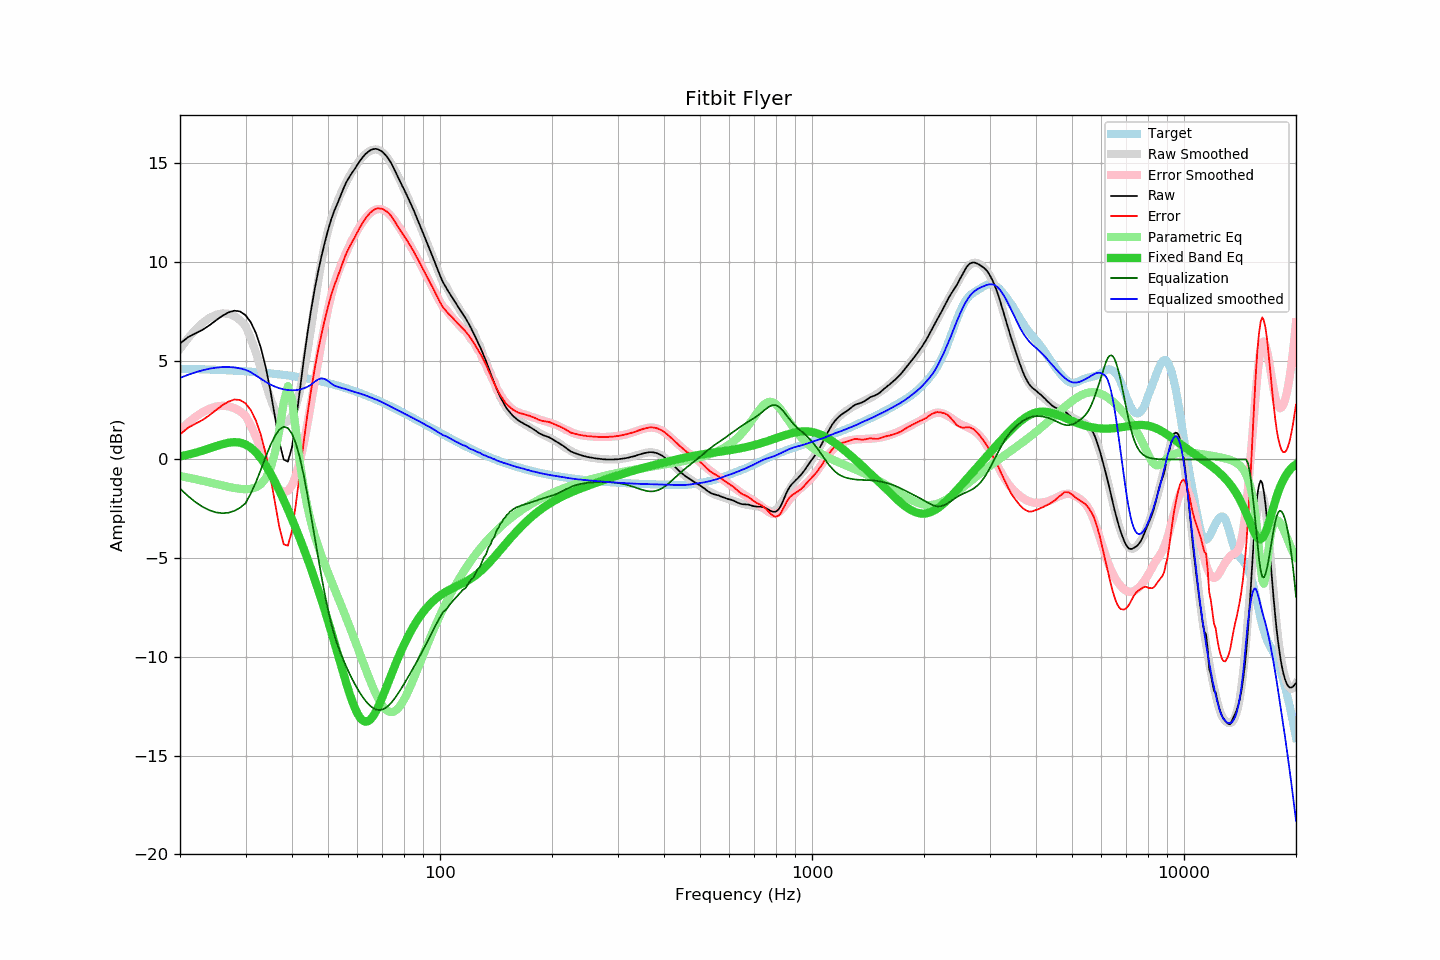 Fitbit Flyer
Target
Raw Smoothed
Error Smoothed
Raw
Error
Parametric Eq
Fixed Band Eq
Equalization
Equalized smoothed
15
10
5
0
−5
−10
−15
−20
Amplitude (dBr)
100
1000
10000
Frequency (Hz)